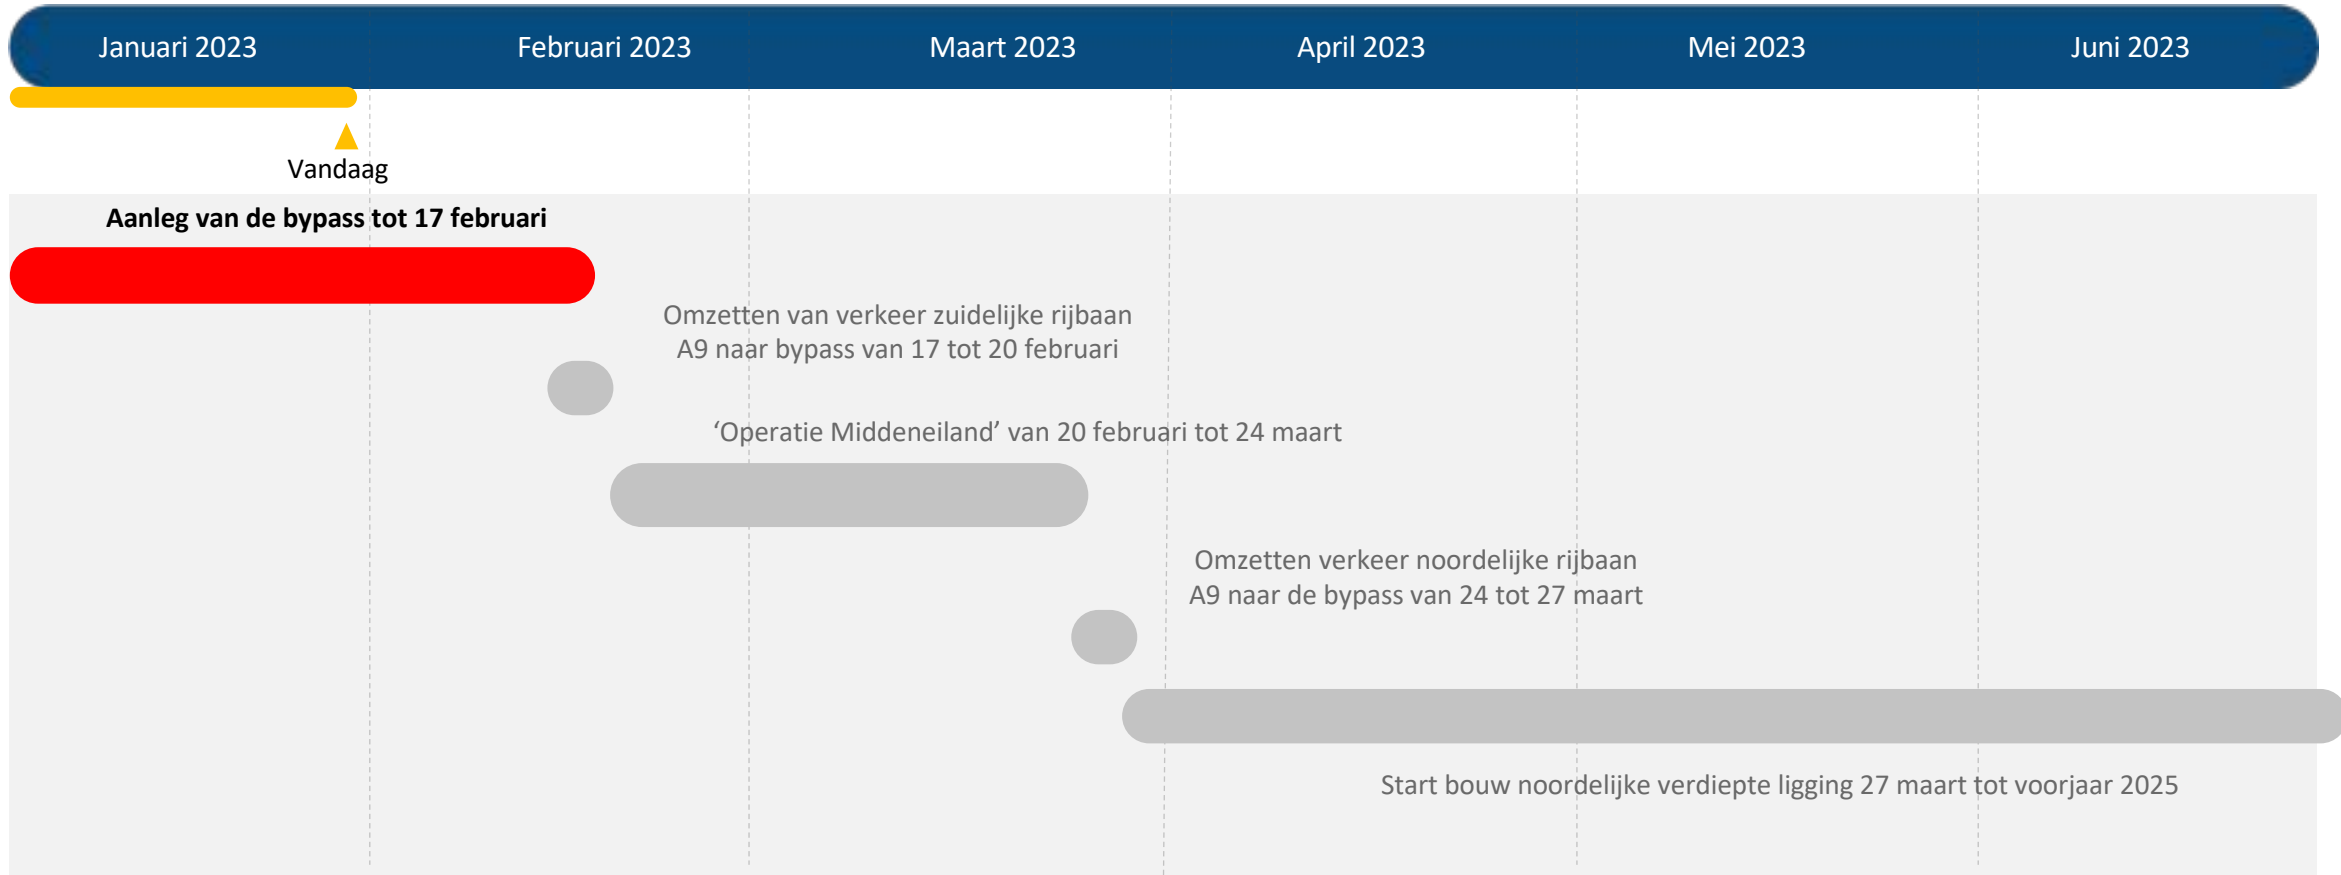 Januari 2023
Februari 2023
Maart 2023
April 2023
Mei 2023
Juni 2023
Vandaag
Aanleg van de bypass tot 17 februari
Omzetten van verkeer zuidelijke rijbaan
A9 naar bypass van 17 tot 20 februari
‘Operatie Middeneiland’ van 20 februari tot 24 maart
Omzetten verkeer noordelijke rijbaan
A9 naar de bypass van 24 tot 27 maart
Start bouw noordelijke verdiepte ligging 27 maart tot voorjaar 2025